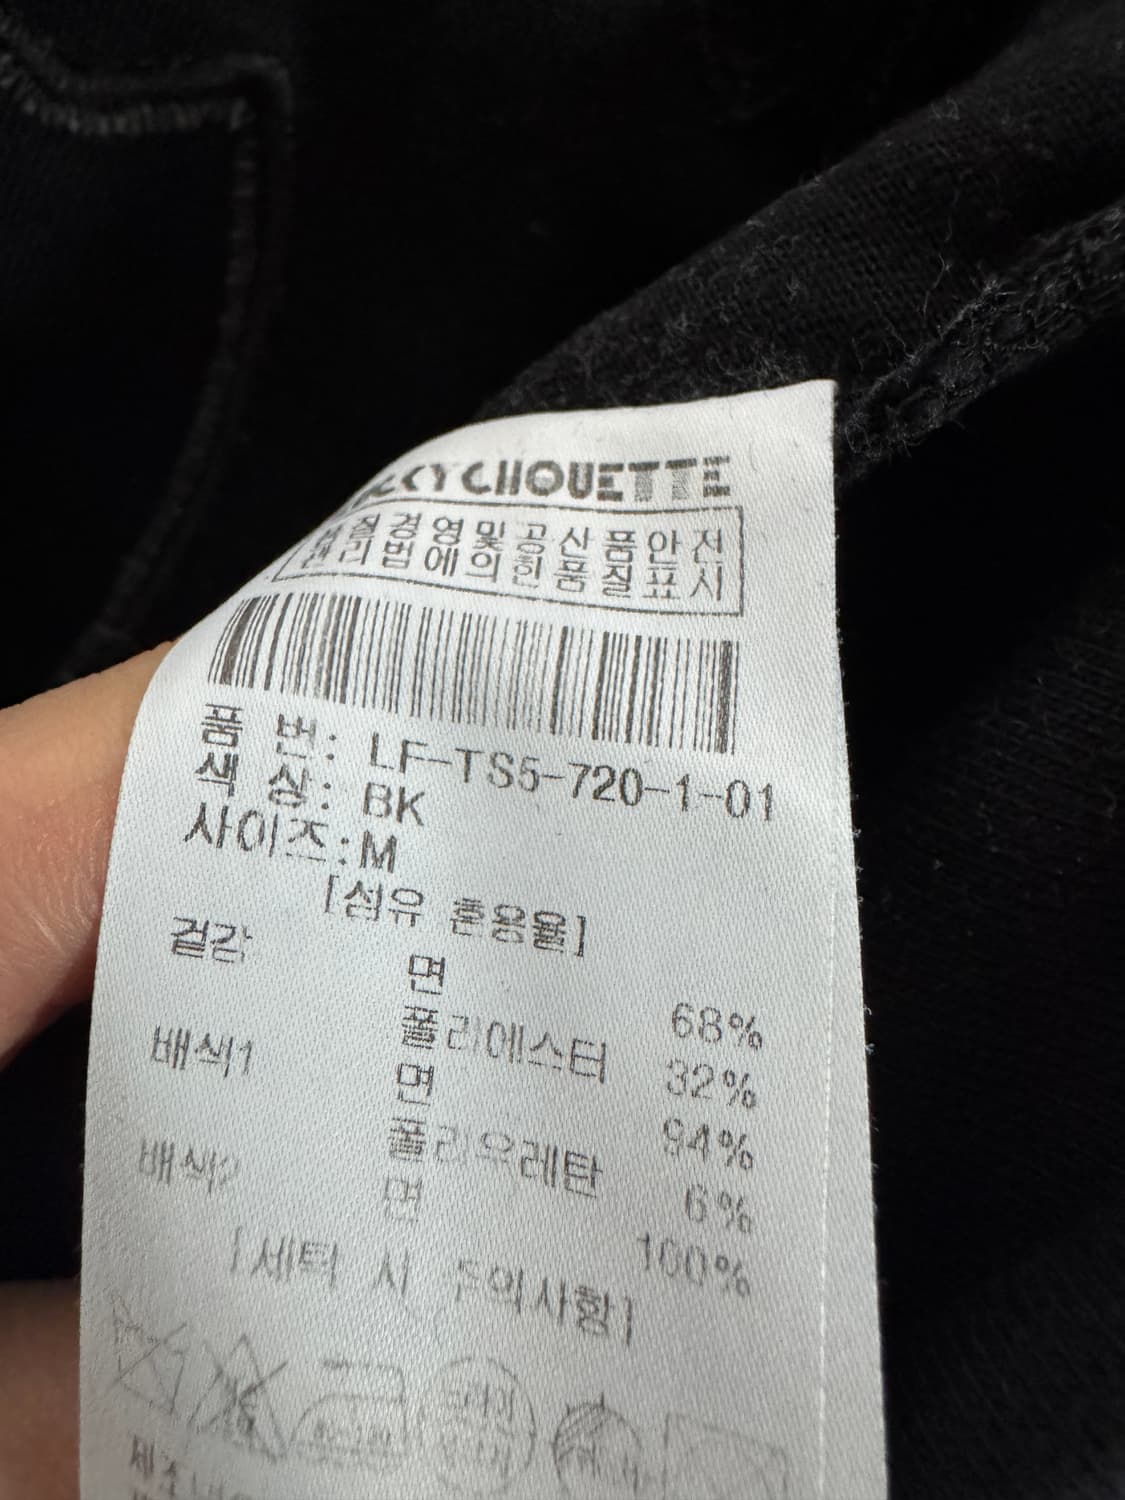 CHOUETTE
질경영및공산품안전
관리법에의한품질표시
품 번: LF-TS5-720-1-01
색 상: BK
사이즈:M
[섬유 혼용율]
겉감 면 68%
폴리에스터 32%
배색1 면 94%
폴리우레탄 6%
배색2 면 100%
[세탁 시 주의사항]